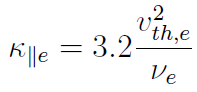 κ∥e = 3.2 v²th,e / νe